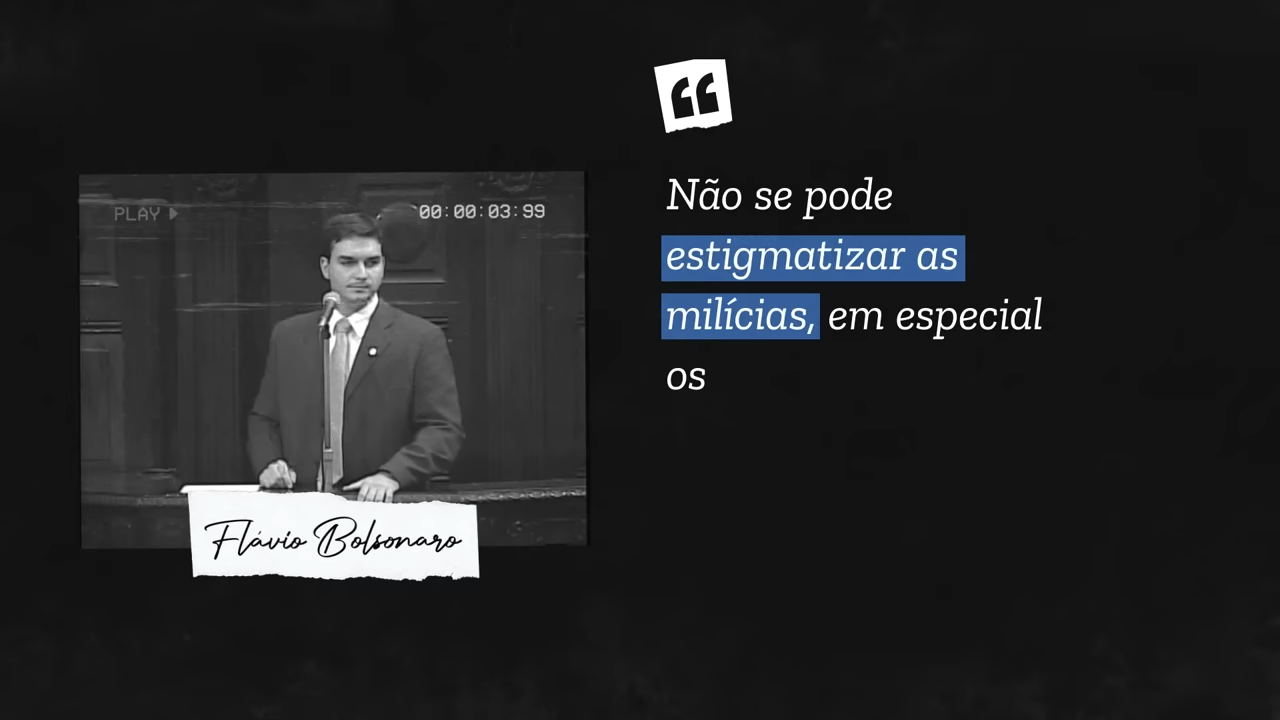 PLAY
00:00:03:99
Flávio Bolsonaro
“
Não se pode
estigmatizar as
milícias, em especial
os